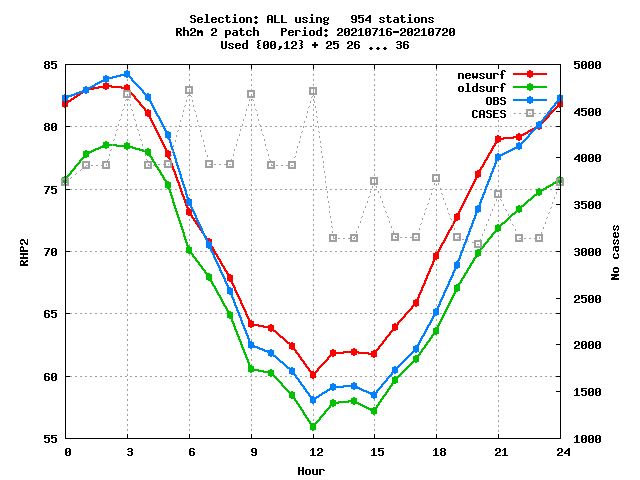 Selection: ALL using   954 stations
Rh2m 2 patch   Period: 20210716-20210720
Used {00,12} + 25 26 ... 36
newsurf
oldsurf
OBS
CASES
85
80
75
70
65
60
55
5000
4500
4000
3500
3000
2500
2000
1500
1000
RHP2
No cases
0 3 6 9 12 15 18 21 24
Hour